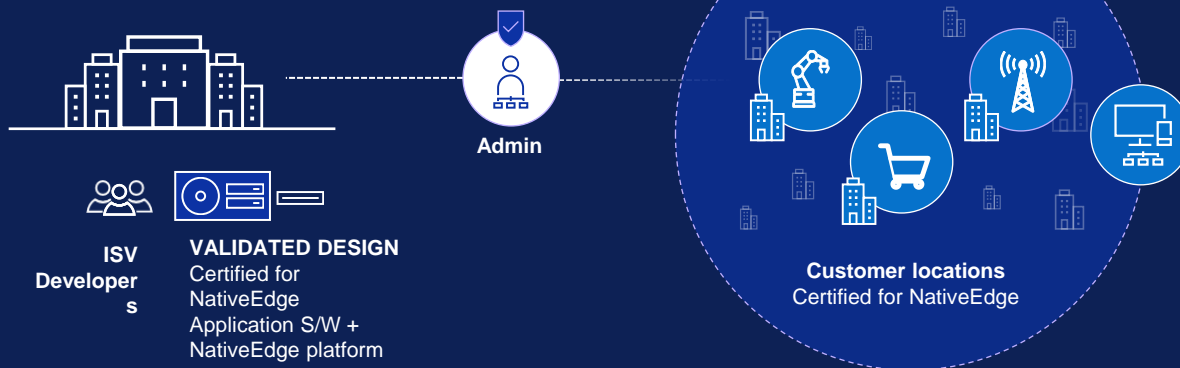 Admin
ISV
Developer
s
VALIDATED DESIGN
Certified for
NativeEdge
Application S/W +
NativeEdge platform
Customer locations
Certified for NativeEdge